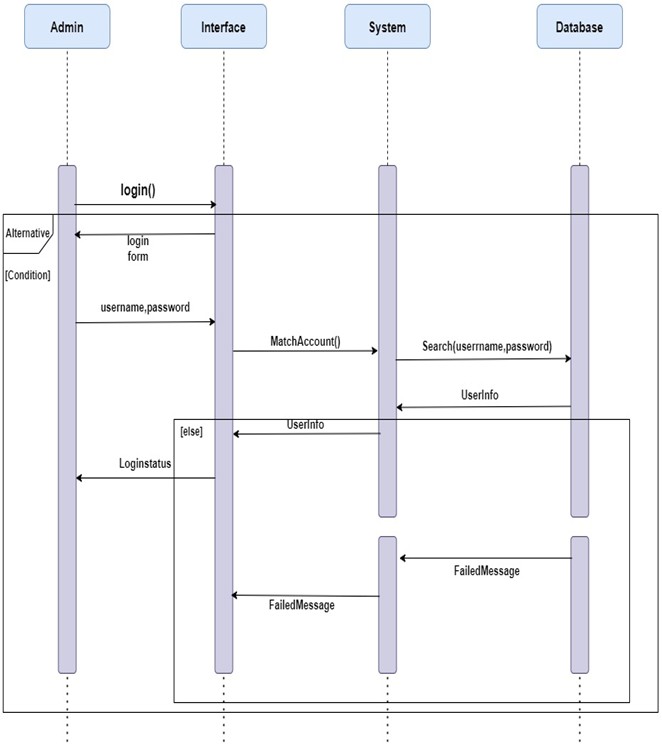 Admin
Interface
System
Database
login()
Alternative
login
form
[Condition]
username,password
MatchAccount()
Search(userrname,password)
UserInfo
UserInfo
[else]
Loginstatus
FailedMessage
FailedMessage